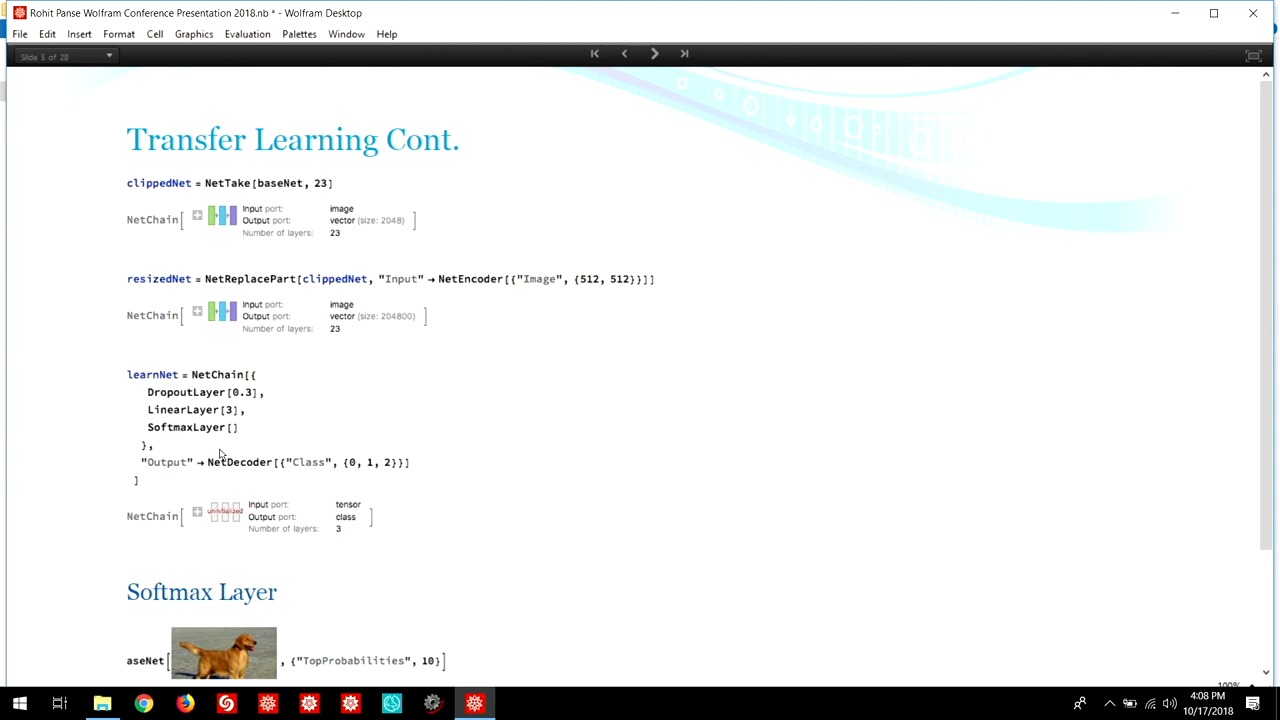 Rohit Panse Wolfram Conference Presentation 2018.nb * - Wolfram Desktop
File Edit Insert Format Cell Graphics Evaluation Palettes Window Help
Slide 5 of 28
Transfer Learning Cont.
clippedNet = NetTake[baseNet, 23]
NetChain[
Input port: image
Output port: vector (size: 2048)
Number of layers: 23
]
resizedNet = NetReplacePart[clippedNet, "Input" → NetEncoder[{"Image", {512, 512}}]]
NetChain[
Input port: image
Output port: vector (size: 204800)
Number of layers: 23
]
learnNet = NetChain[{
DropoutLayer[0.3],
LinearLayer[3],
SoftmaxLayer[]
},
"Output" → NetDecoder[{"Class", {0, 1, 2}}]
]
NetChain[
uninitialized
Input port: tensor
Output port: class
Number of layers: 3
]
Softmax Layer
aseNet[ , {"TopProbabilities", 10}]
100%
4:08 PM
10/17/2018